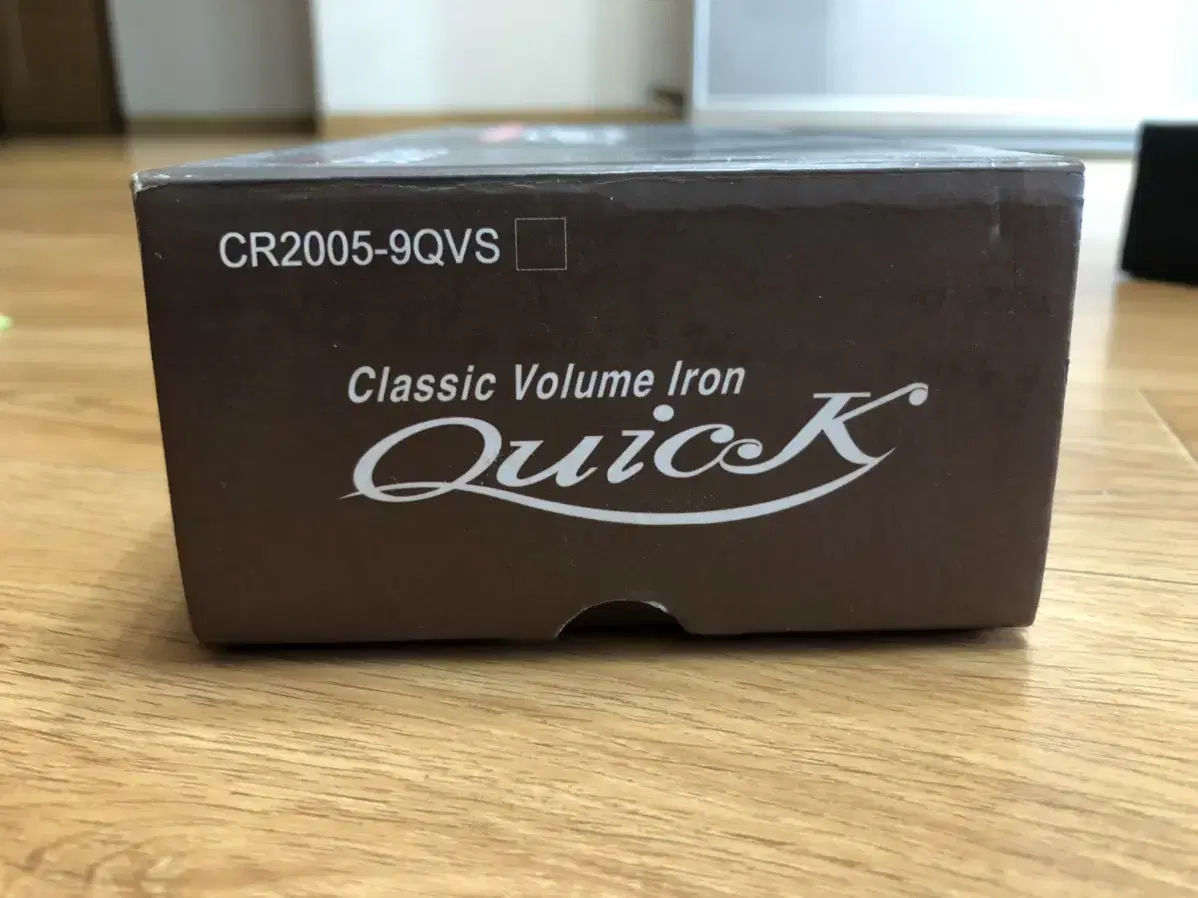 CR2005-9QVS
Classic Volume Iron
Quick